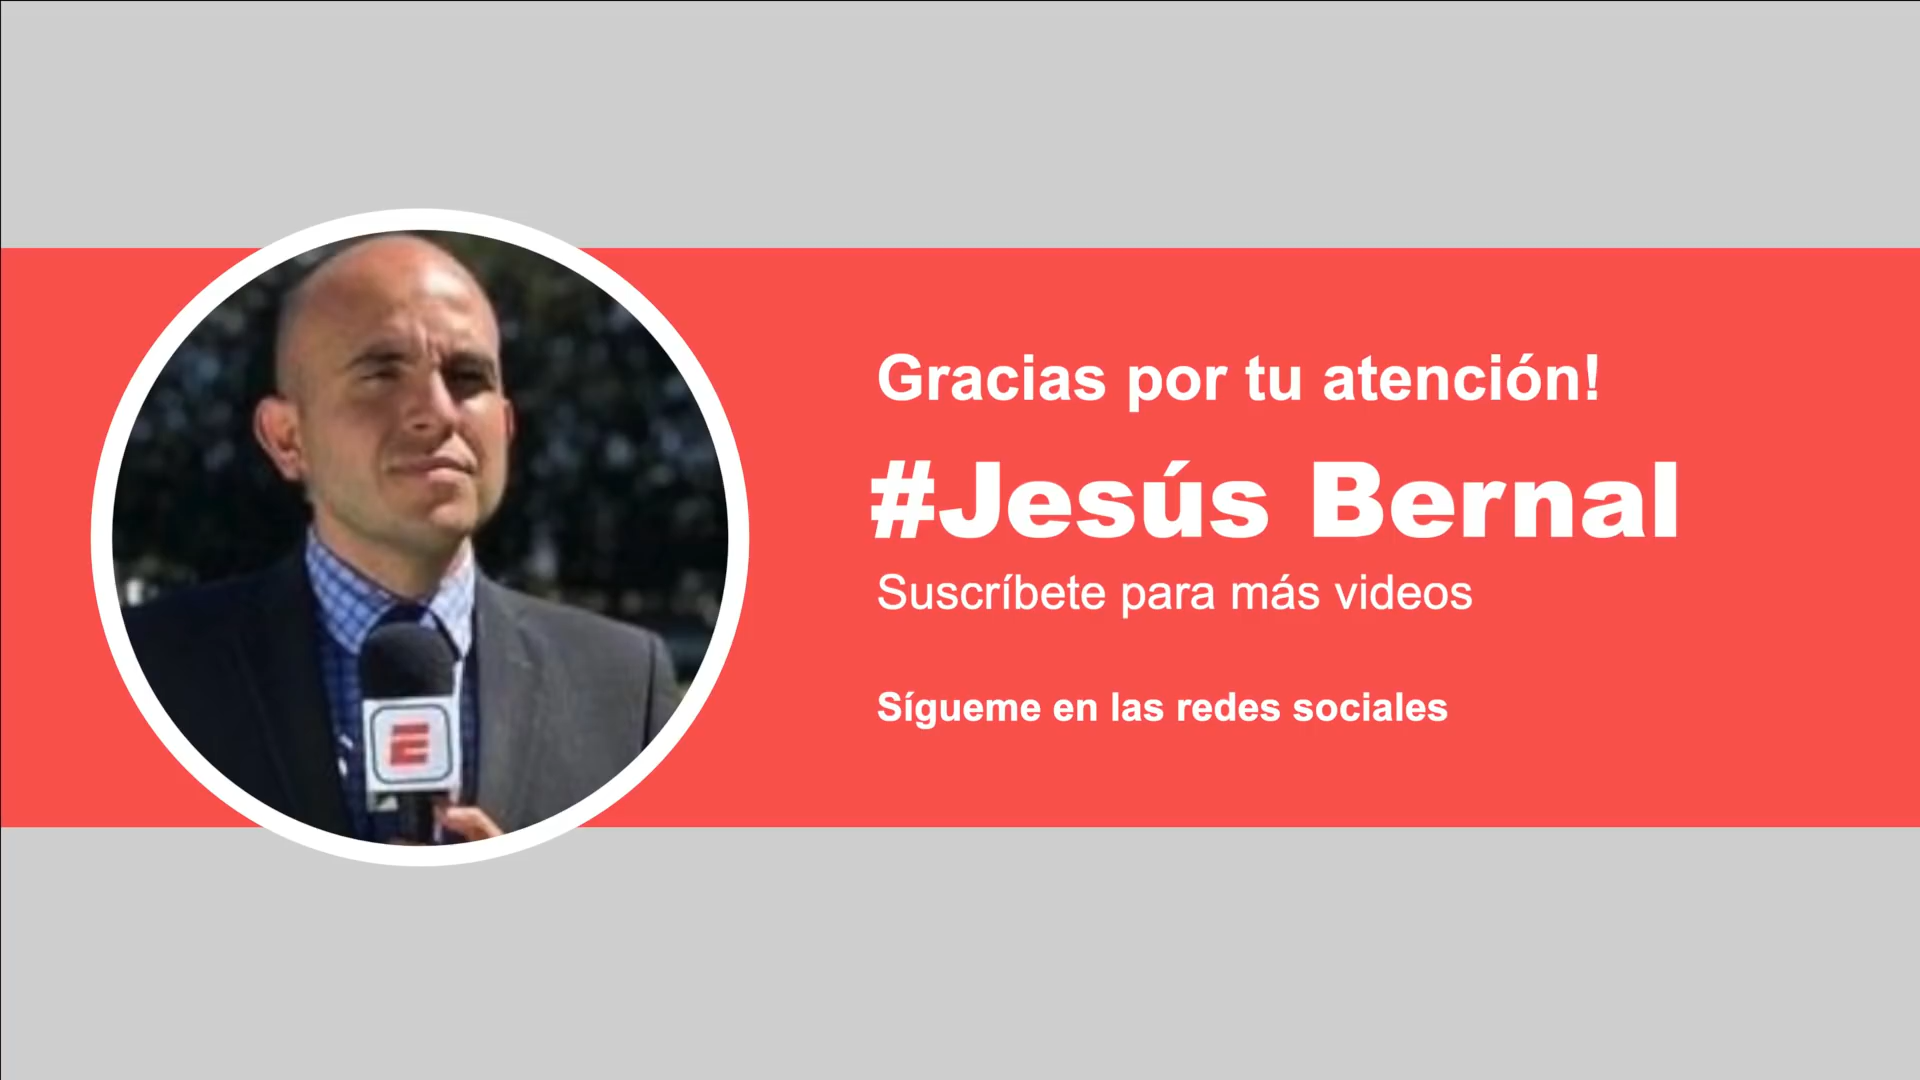 Gracias por tu atención!
#Jesús Bernal
Suscríbete para más videos
Sígueme en las redes sociales
E